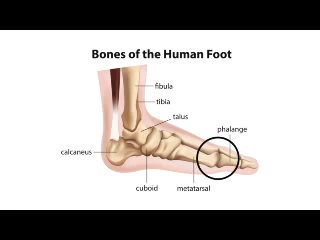 Bones of the Human Foot
fibula
tibia
talus
phalange
calcaneus
cuboid
metatarsal